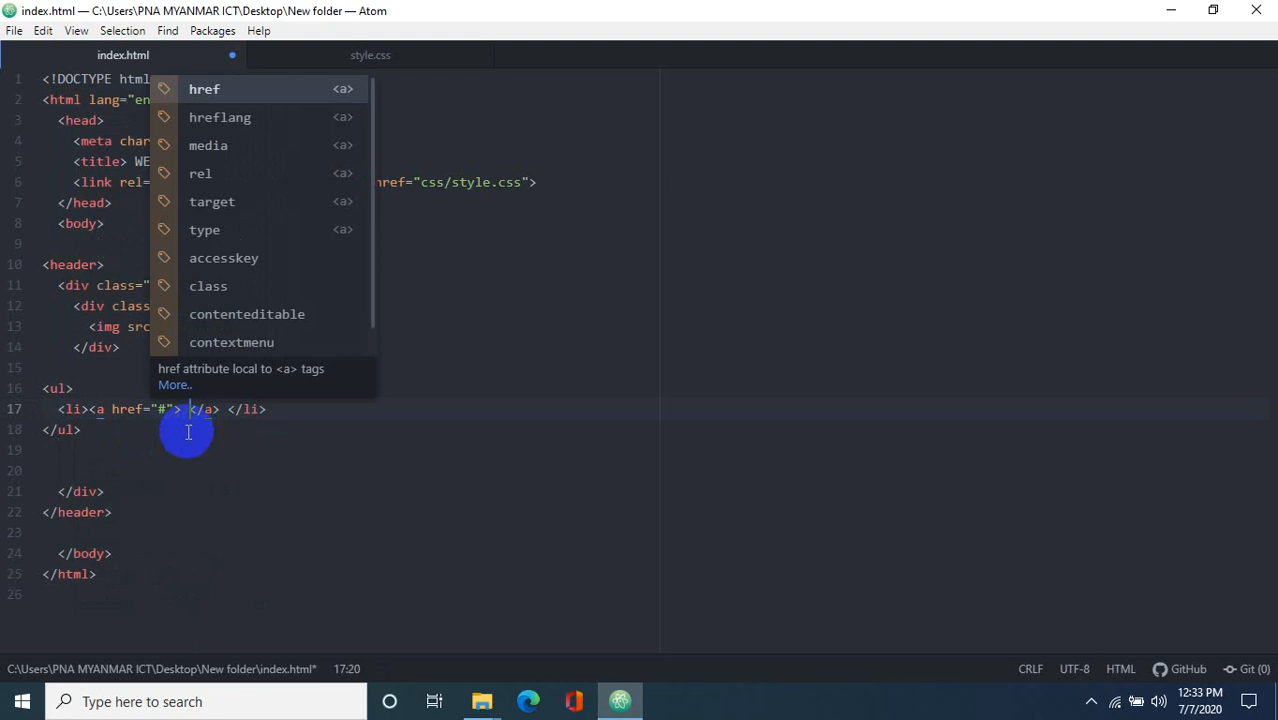 index.html — C:\Users\PNA MYANMAR ICT\Desktop\New folder — Atom
File Edit View Selection Find Packages Help
index.html style.css
1 <!DOCTYPE html
2 <html lang="en
3 <head>
4 <meta char
5 <title> WE
6 <link rel= href="css/style.css">
7 </head>
8 <body>
9
10 <header>
11 <div class="
12 <div class
13 <img src
14 </div>
15
16 <ul>
17 <li><a href="#"> </a> </li>
18 </ul>
19
20
21 </div>
22 </header>
23
24 </body>
25 </html>
26
href <a>
hreflang <a>
media <a>
rel <a>
target <a>
type <a>
accesskey
class
contenteditable
contextmenu
href attribute local to <a> tags
More..
C:\Users\PNA MYANMAR ICT\Desktop\New folder\index.html* 17:20 CRLF UTF-8 HTML GitHub Git (0)
Type here to search
12:33 PM
7/7/2020